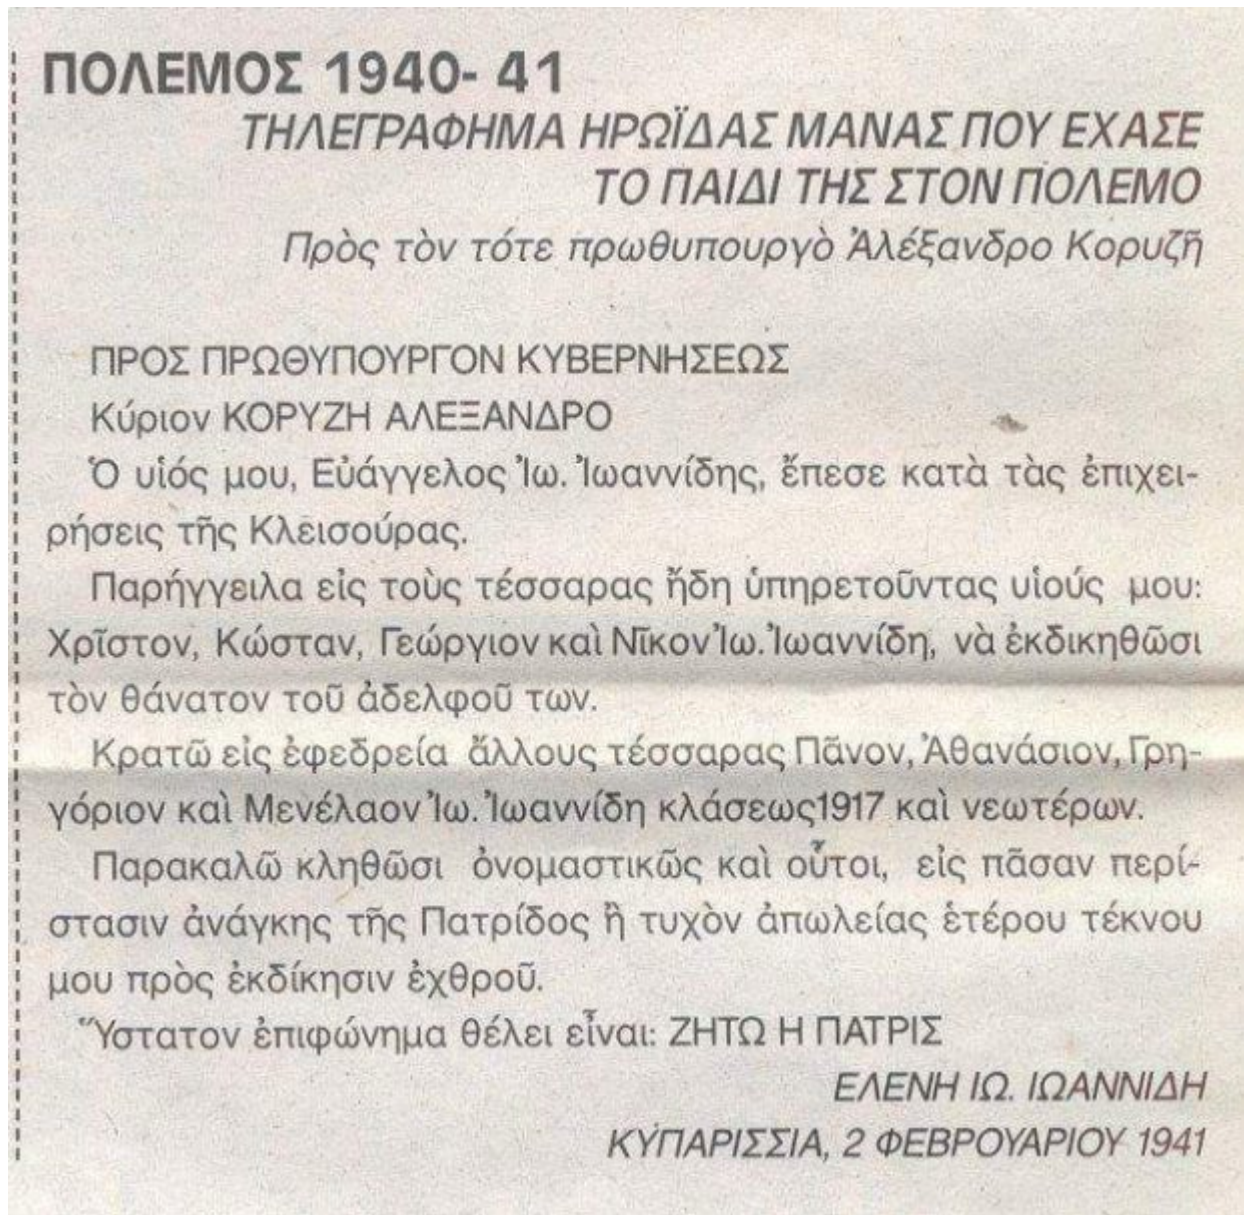 ΠΟΛΕΜΟΣ 1940- 41
ΤΗΛΕΓΡΑΦΗΜΑ ΗΡΩΪΔΑΣ ΜΑΝΑΣ ΠΟΥ ΕΧΑΣΕ
ΤΟ ΠΑΙΔΙ ΤΗΣ ΣΤΟΝ ΠΟΛΕΜΟ
Πρὸς τὸν τότε πρωθυπουργὸ Ἀλέξανδρο Κορυζῆ
ΠΡΟΣ ΠΡΩΘΥΠΟΥΡΓΟΝ ΚΥΒΕΡΝΗΣΕΩΣ
Κύριον ΚΟΡΥΖΗ ΑΛΕΞΑΝΔΡΟ
Ὁ υἱός μου, Εὐάγγελος Ἰω. Ἰωαννίδης, ἔπεσε κατὰ τὰς ἐπιχει-
ρήσεις τῆς Κλεισούρας.
Παρήγγειλα εἰς τοὺς τέσσαρας ἤδη ὑπηρετοῦντας υἱούς μου:
Χρῖστον, Κώσταν, Γεώργιον καὶ Νῖκον Ἰω. Ἰωαννίδη, νὰ ἐκδικηθῶσι
τὸν θάνατον τοῦ ἀδελφοῦ των.
Κρατῶ εἰς ἐφεδρεία ἄλλους τέσσαρας Πᾶνον, Ἀθανάσιον, Γρη-
γόριον καὶ Μενέλαον Ἰω. Ἰωαννίδη κλάσεως1917 καὶ νεωτέρων.
Παρακαλῶ κληθῶσι ὀνομαστικῶς καὶ οὗτοι, εἰς πᾶσαν περί-
στασιν ἀνάγκης τῆς Πατρίδος ἢ τυχὸν ἀπωλείας ἑτέρου τέκνου
μου πρὸς ἐκδίκησιν ἐχθροῦ.
Ὕστατον ἐπιφώνημα θέλει εἶναι: ΖΗΤΩ Η ΠΑΤΡΙΣ
ΕΛΕΝΗ ΙΩ. ΙΩΑΝΝΙΔΗ
ΚΥΠΑΡΙΣΣΙΑ, 2 ΦΕΒΡΟΥΑΡΙΟΥ 1941